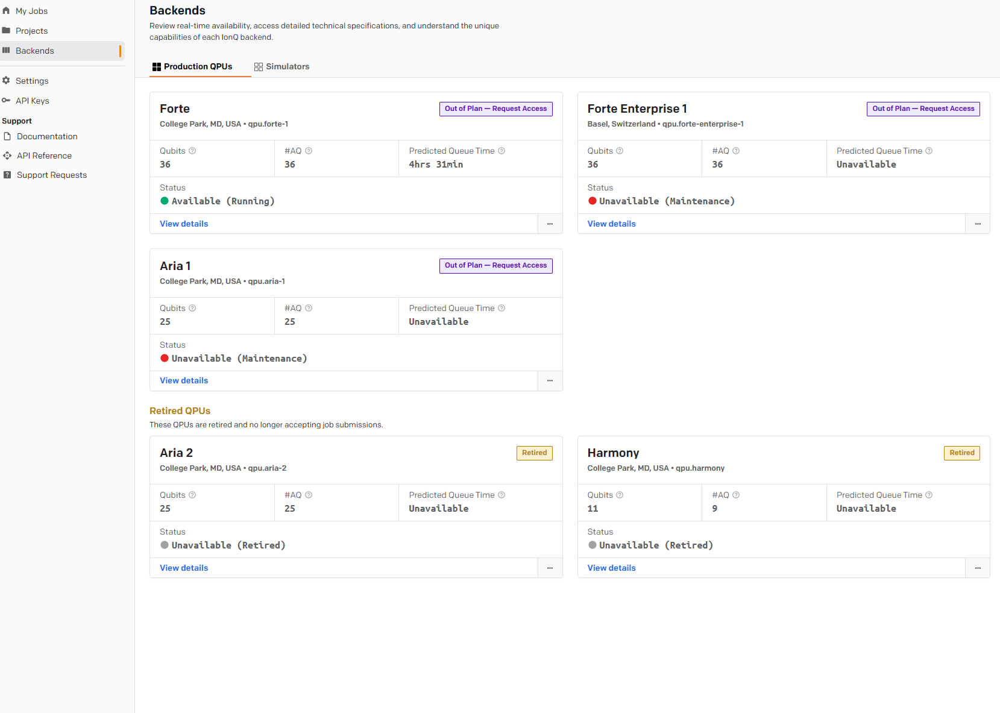 My Jobs
Projects
Backends
Settings
API Keys
Support
Documentation
API Reference
Support Requests
Backends
Review real-time availability, access detailed technical specifications, and understand the unique
capabilities of each IonQ backend.
Production QPUs
Simulators
Forte
Out of Plan — Request Access
College Park, MD, USA • qpu.forte-1
Qubits
#AQ
Predicted Queue Time
36
36
4hrs 31min
Status
Available (Running)
View details
Forte Enterprise 1
Out of Plan — Request Access
Basel, Switzerland • qpu.forte-enterprise-1
Qubits
#AQ
Predicted Queue Time
36
36
Unavailable
Status
Unavailable (Maintenance)
View details
Aria 1
Out of Plan — Request Access
College Park, MD, USA • qpu.aria-1
Qubits
#AQ
Predicted Queue Time
25
25
Unavailable
Status
Unavailable (Maintenance)
View details
Retired QPUs
These QPUs are retired and no longer accepting job submissions.
Aria 2
Retired
College Park, MD, USA • qpu.aria-2
Qubits
#AQ
Predicted Queue Time
25
25
Unavailable
Status
Unavailable (Retired)
View details
Harmony
Retired
College Park, MD, USA • qpu.harmony
Qubits
#AQ
Predicted Queue Time
11
9
Unavailable
Status
Unavailable (Retired)
View details